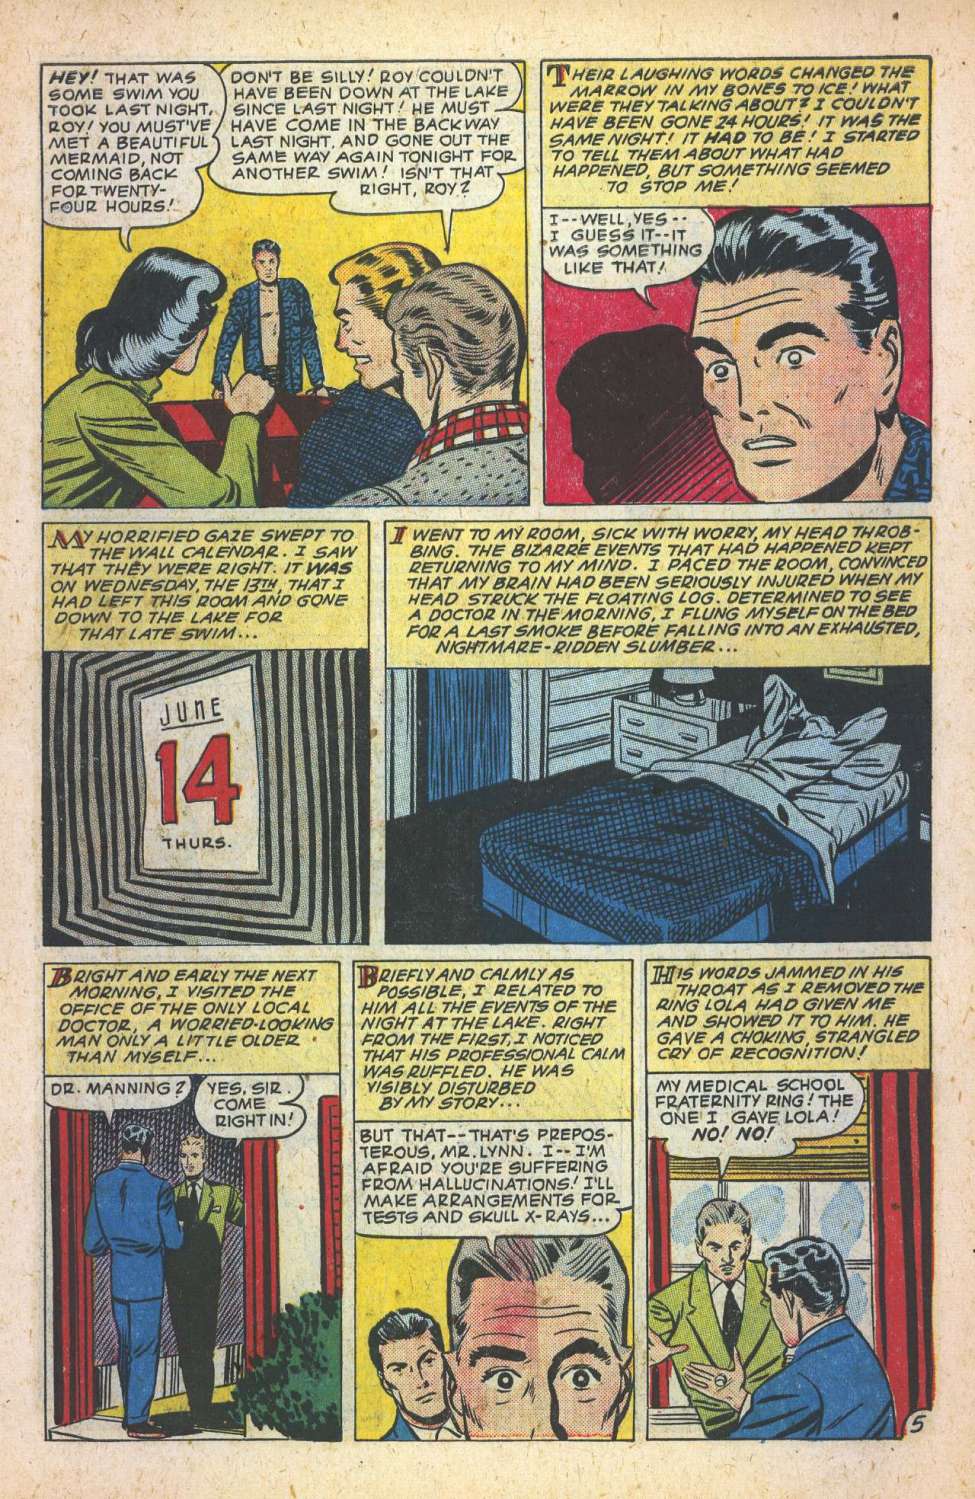 HEY! THAT WAS
SOME SWIM YOU
TOOK LAST NIGHT,
ROY! YOU MUST'VE
MET A BEAUTIFUL
MERMAID, NOT
COMING BACK
FOR TWENTY-
FOUR HOURS!
DON'T BE SILLY! ROY COULDN'T
HAVE BEEN DOWN AT THE LAKE
SINCE LAST NIGHT! HE MUST
HAVE COME IN THE BACK WAY
LAST NIGHT, AND GONE OUT THE
SAME WAY AGAIN TONIGHT FOR
ANOTHER SWIM! ISN'T THAT
RIGHT, ROY?
THEIR LAUGHING WORDS CHANGED THE
MARROW IN MY BONES TO ICE! WHAT
WERE THEY TALKING ABOUT? I COULDN'T
HAVE BEEN GONE 24 HOURS! IT WAS THE
SAME NIGHT! IT HAD TO BE! I STARTED
TO TELL THEM ABOUT WHAT HAD
HAPPENED, BUT SOMETHING SEEMED
TO STOP ME!
I--WELL, YES--
I GUESS IT--IT
WAS SOMETHING
LIKE THAT!
MY HORRIFIED GAZE SWEPT TO
THE WALL CALENDAR. I SAW
THAT THEY WERE RIGHT. IT WAS
ON WEDNESDAY, THE 13TH, THAT I
HAD LEFT THIS ROOM AND GONE
DOWN TO THE LAKE FOR
THAT LATE SWIM...
JUNE
14
THURS.
I WENT TO MY ROOM, SICK WITH WORRY, MY HEAD THROB-
BING. THE BIZARRE EVENTS THAT HAD HAPPENED KEPT
RETURNING TO MY MIND. I PACED THE ROOM, CONVINCED
THAT MY BRAIN HAD BEEN SERIOUSLY INJURED WHEN MY
HEAD STRUCK THE FLOATING LOG. DETERMINED TO SEE
A DOCTOR IN THE MORNING, I FLUNG MYSELF ON THE BED
FOR A LAST SMOKE BEFORE FALLING INTO AN EXHAUSTED,
NIGHTMARE-RIDDEN SLUMBER...
BRIGHT AND EARLY THE NEXT
MORNING, I VISITED THE
OFFICE OF THE ONLY LOCAL
DOCTOR, A WORRIED-LOOKING
MAN ONLY A LITTLE OLDER
THAN MYSELF...
DR. MANNING?
YES, SIR.
COME
RIGHT IN!
BRIEFLY AND CALMLY AS
POSSIBLE, I RELATED TO
HIM ALL THE EVENTS OF THE
NIGHT AT THE LAKE. RIGHT
FROM THE FIRST, I NOTICED
THAT HIS PROFESSIONAL CALM
WAS RUFFLED. HE WAS
VISIBLY DISTURBED
BY MY STORY...
BUT THAT--THAT'S PREPOS-
TEROUS, MR. LYNN. I--I'M
AFRAID YOU'RE SUFFERING
FROM HALLUCINATIONS! I'LL
MAKE ARRANGEMENTS FOR
TESTS AND SKULL X-RAYS...
HIS WORDS JAMMED IN HIS
THROAT AS I REMOVED THE
RING LOLA HAD GIVEN ME
AND SHOWED IT TO HIM. HE
GAVE A CHOKING, STRANGLED
CRY OF RECOGNITION!
MY MEDICAL SCHOOL
FRATERNITY RING! THE
ONE I GAVE LOLA!
NO! NO!
5